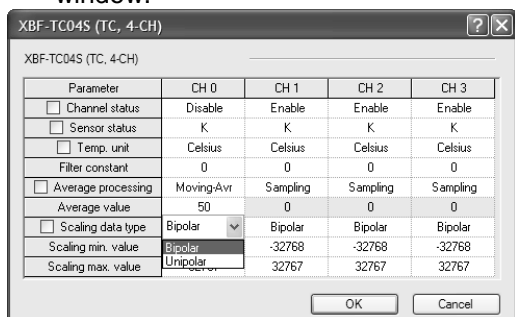 window.
XBF-TC04S (TC, 4-CH)
XBF-TC04S (TC, 4-CH)
Parameter CH 0 CH 1 CH 2 CH 3
Channel status Disable Enable Enable Enable
Sensor status K K K K
Temp. unit Celsius Celsius Celsius Celsius
Filter constant 0 0 0 0
Average processing Moving-Avr Sampling Sampling Sampling
Average value 50 0 0 0
Scaling data type Bipolar Bipolar Bipolar Bipolar
Scaling min. value Bipolar -32768 -32768 -32768
Unipolar
Scaling max. value 32767 32767 32767
OK Cancel